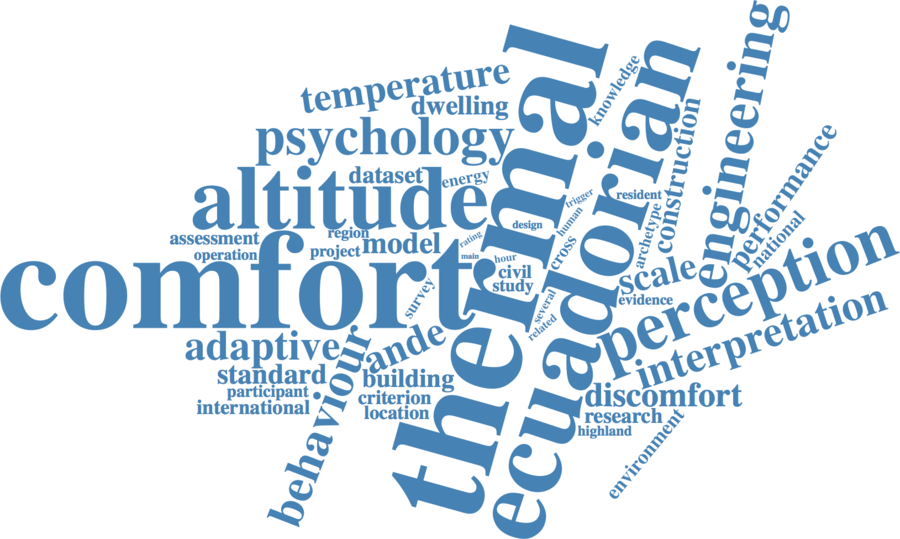 temperature
dwelling
psychology
dataset
energy
altitude
assessment
region
operation
project
model
comfort
thermal
ecuadorian
knowledge
construction
engineering
performance
national
resident
archetype
trigger
human
design
cross
rating
main
hour
civil
study
survey
several
related
scale
evidence
perception
interpretation
adaptive
ande
standard
participant
international
behaviour
building
criterion
location
discomfort
research
highland
environment